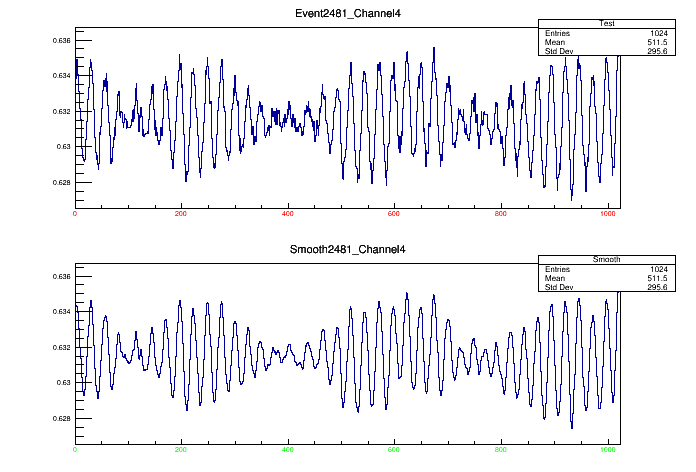 Event2481_Channel4
Test
Entries 1024
Mean 511.5
Std Dev 295.6
0.636
0.634
0.632
0.63
0.628
0 200 400 600 800 1000
Smooth2481_Channel4
Smooth
Entries 1024
Mean 511.5
Std Dev 295.6
0.636
0.634
0.632
0.63
0.628
0 200 400 600 800 1000